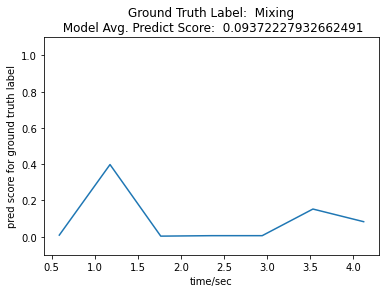 Ground Truth Label:  Mixing
Model Avg. Predict Score:  0.09372227932662491
pred score for ground truth label
1.0
0.8
0.6
0.4
0.2
0.0
0.5 1.0 1.5 2.0 2.5 3.0 3.5 4.0
time/sec